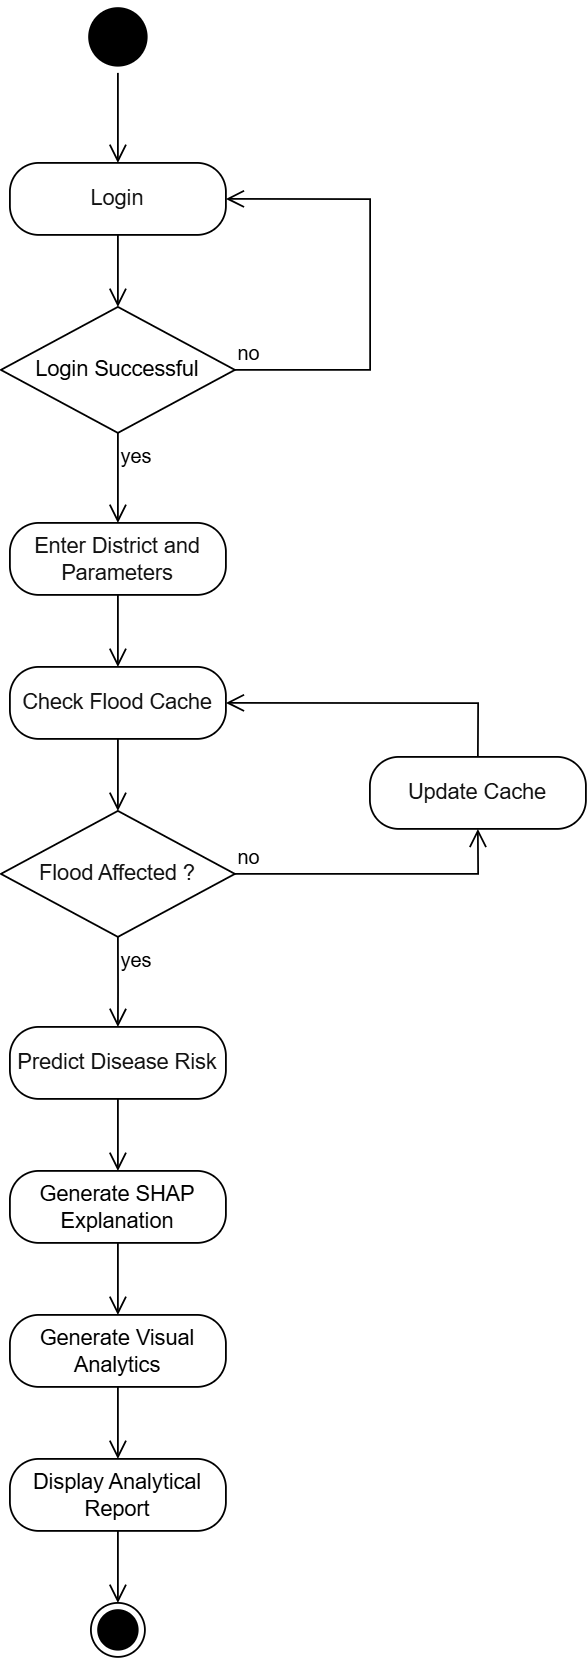 Login
no
Login Successful
yes
Enter District and
Parameters
Check Flood Cache
Update Cache
no
Flood Affected ?
yes
Predict Disease Risk
Generate SHAP
Explanation
Generate Visual
Analytics
Display Analytical
Report